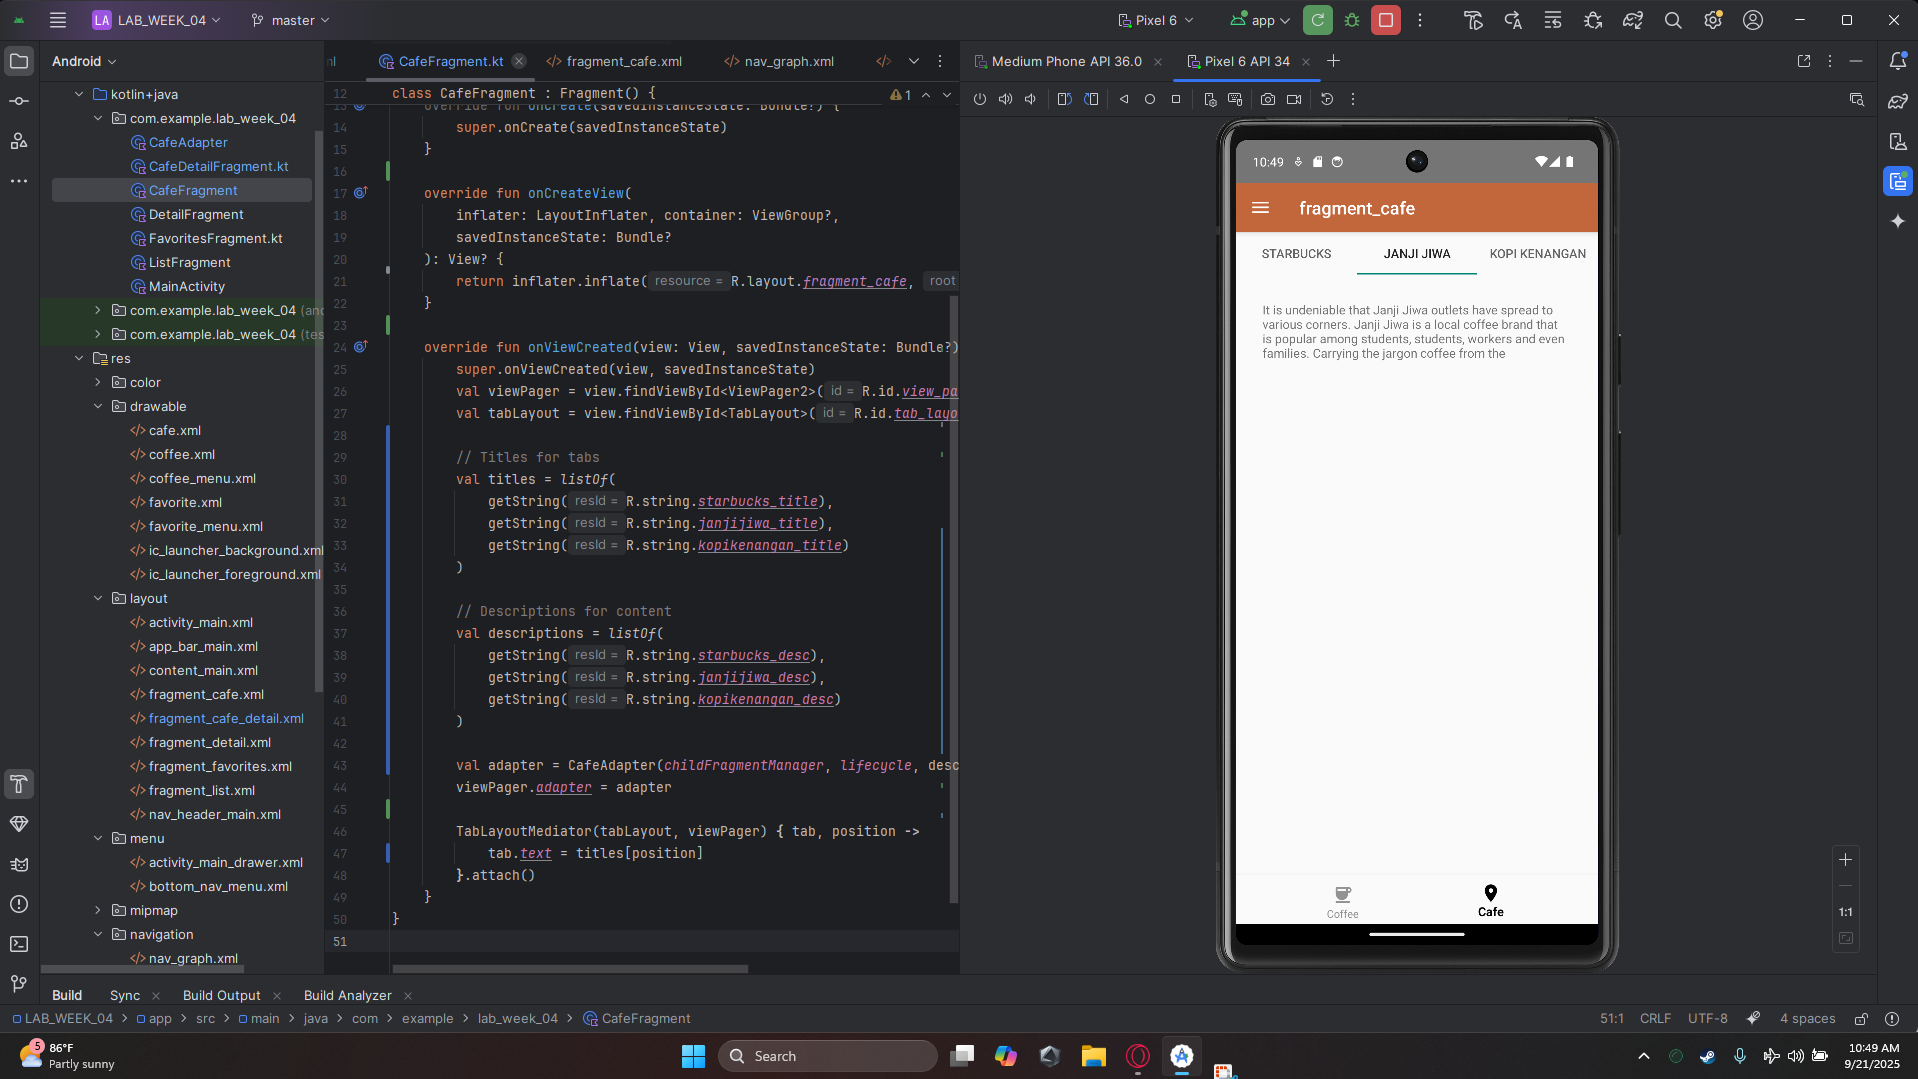 LA LAB_WEEK_04
master
Pixel 6
app
Android
ml
CafeFragment.kt
fragment_cafe.xml
nav_graph.xml
Medium Phone API 36.0
Pixel 6 API 34
kotlin+java
com.example.lab_week_04
CafeAdapter
CafeDetailFragment.kt
CafeFragment
DetailFragment
FavoritesFragment.kt
ListFragment
MainActivity
com.example.lab_week_04 (anc
com.example.lab_week_04 (tes
res
color
drawable
cafe.xml
coffee.xml
coffee_menu.xml
favorite.xml
favorite_menu.xml
ic_launcher_background.xml
ic_launcher_foreground.xml
layout
activity_main.xml
app_bar_main.xml
content_main.xml
fragment_cafe.xml
fragment_cafe_detail.xml
fragment_detail.xml
fragment_favorites.xml
fragment_list.xml
nav_header_main.xml
menu
activity_main_drawer.xml
bottom_nav_menu.xml
mipmap
navigation
nav_graph.xml
12 class CafeFragment : Fragment() {
1
13 override fun onCreate(savedInstanceState: Bundle?) {
14 super.onCreate(savedInstanceState)
15 }
16
17 override fun onCreateView(
18 inflater: LayoutInflater, container: ViewGroup?,
19 savedInstanceState: Bundle?
20 ): View? {
21 return inflater.inflate( resource = R.layout.fragment_cafe, root
22 }
23
24 override fun onViewCreated(view: View, savedInstanceState: Bundle?)
25 super.onViewCreated(view, savedInstanceState)
26 val viewPager = view.findViewById<ViewPager2>( id = R.id.view_pa
27 val tabLayout = view.findViewById<TabLayout>( id = R.id.tab_layo
28
29 // Titles for tabs
30 val titles = listOf(
31 getString( resId = R.string.starbucks_title),
32 getString( resId = R.string.janjijiwa_title),
33 getString( resId = R.string.kopikenangan_title)
34 )
35
36 // Descriptions for content
37 val descriptions = listOf(
38 getString( resId = R.string.starbucks_desc),
39 getString( resId = R.string.janjijiwa_desc),
40 getString( resId = R.string.kopikenangan_desc)
41 )
42
43 val adapter = CafeAdapter(childFragmentManager, lifecycle, desc
44 viewPager.adapter = adapter
45
46 TabLayoutMediator(tabLayout, viewPager) { tab, position ->
47 tab.text = titles[position]
48 }.attach()
49 }
50 }
51
10:49
fragment_cafe
STARBUCKS
JANJI JIWA
KOPI KENANGAN
It is undeniable that Janji Jiwa outlets have spread to
various corners. Janji Jiwa is a local coffee brand that
is popular among students, students, workers and even
families. Carrying the jargon coffee from the
Coffee
Cafe
1:1
Build
Sync
Build Output
Build Analyzer
LAB_WEEK_04 > app > src > main > java > com > example > lab_week_04 > CafeFragment
51:1
CRLF
UTF-8
4 spaces
5
86°F
Partly sunny
Search
10:49 AM
9/21/2025